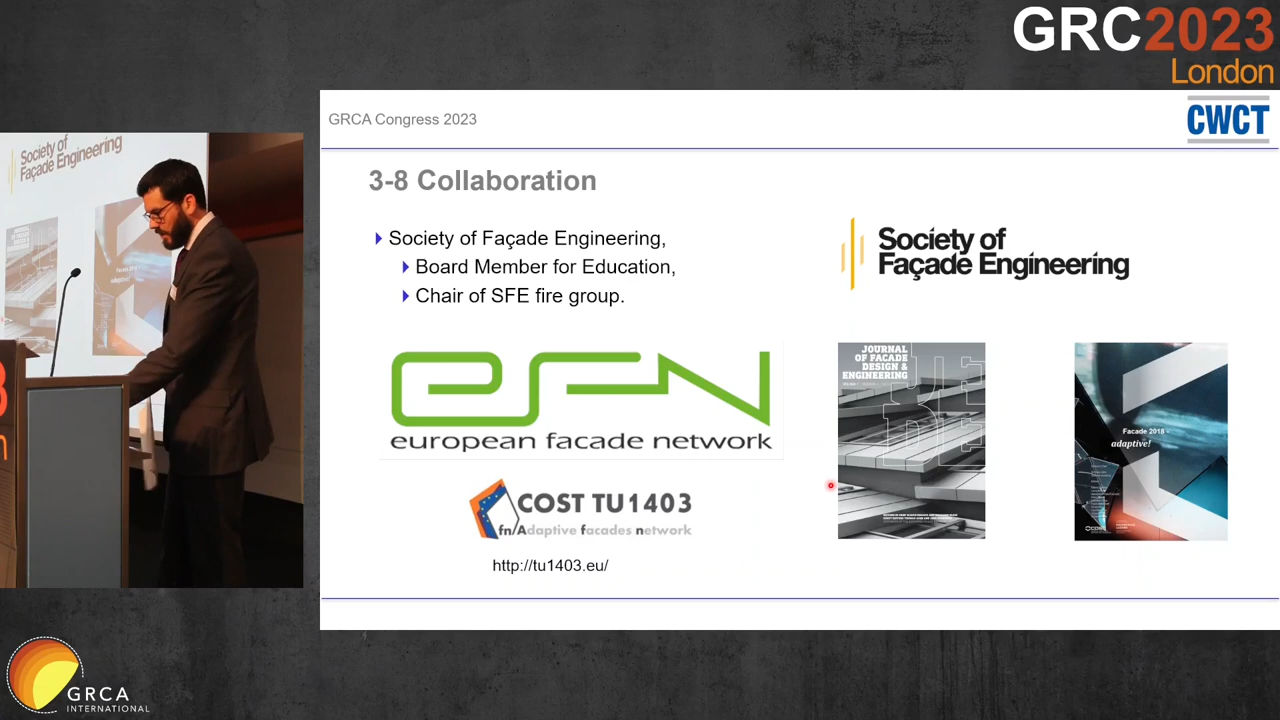 GRC2023
London
GRCA Congress 2023
CWCT
3-8 Collaboration
Society of Façade Engineering,
Board Member for Education,
Chair of SFE fire group.
Society of
Façade Engineering
efn
european facade network
COST TU1403
fn/Adaptive facades network
http://tu1403.eu/
JOURNAL
OF FACADE
DESIGN &
ENGINEERING
Facade 2018 -
adaptive!
Society of
Façade Engineering
GRCA
INTERNATIONAL